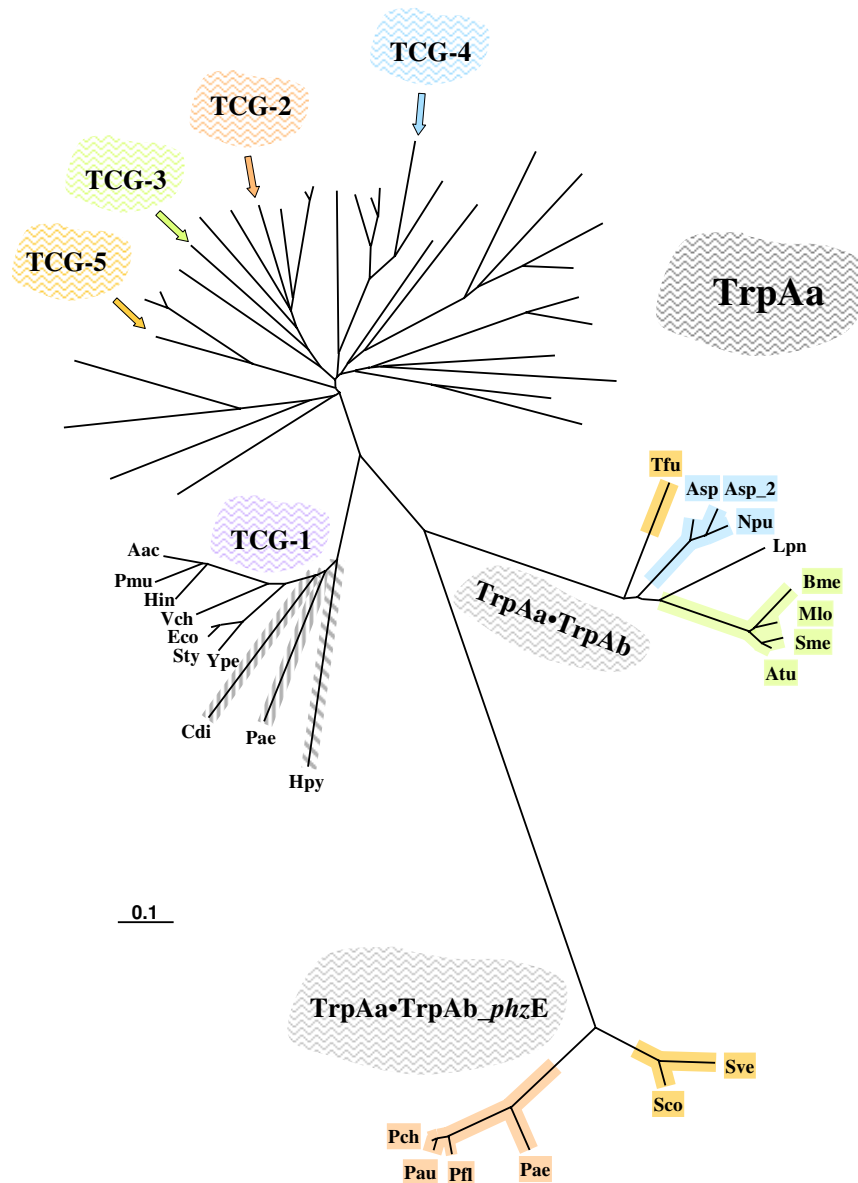 TCG-4
TCG-2
TCG-3
TCG-5
TrpAa
Tfu
Asp Asp_2
Npu
Lpn
Bme
Mlo
Sme
Atu
TrpAa•TrpAb
TCG-1
Aac
Pmu
Hin
Vch
Eco
Sty Ype
Cdi
Pae
Hpy
0.1
TrpAa•TrpAb_phzE
Sve
Sco
Pch
Pau Pfl Pae